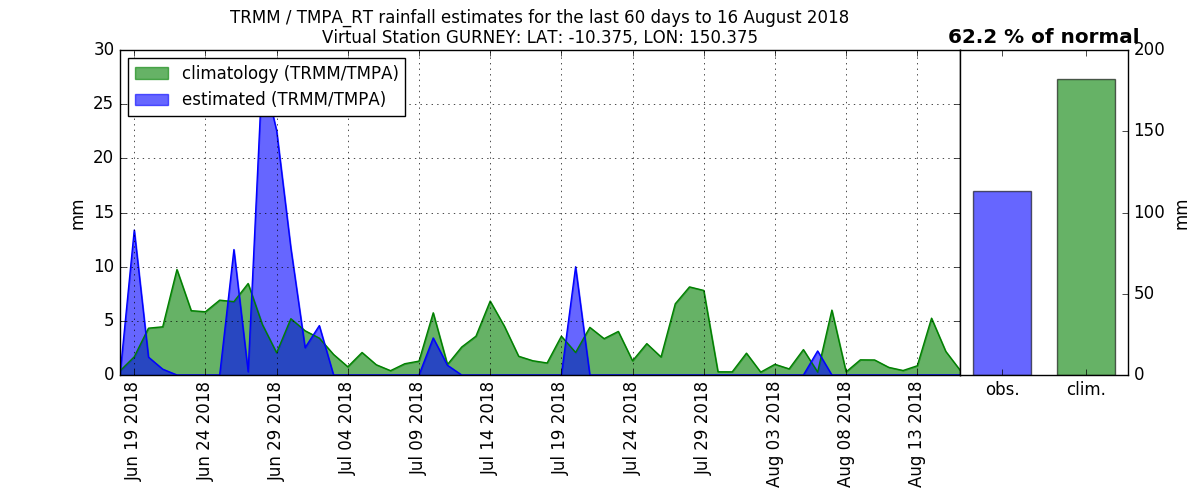 TRMM / TMPA_RT rainfall estimates for the last 60 days to 16 August 2018
Virtual Station GURNEY: LAT: -10.375, LON: 150.375
62.2 % of normal
climatology (TRMM/TMPA)
estimated (TRMM/TMPA)
30
25
20
15
10
5
0
mm
Jun 19 2018
Jun 24 2018
Jun 29 2018
Jul 04 2018
Jul 09 2018
Jul 14 2018
Jul 19 2018
Jul 24 2018
Jul 29 2018
Aug 03 2018
Aug 08 2018
Aug 13 2018
200
150
100
50
0
mm
obs.
clim.